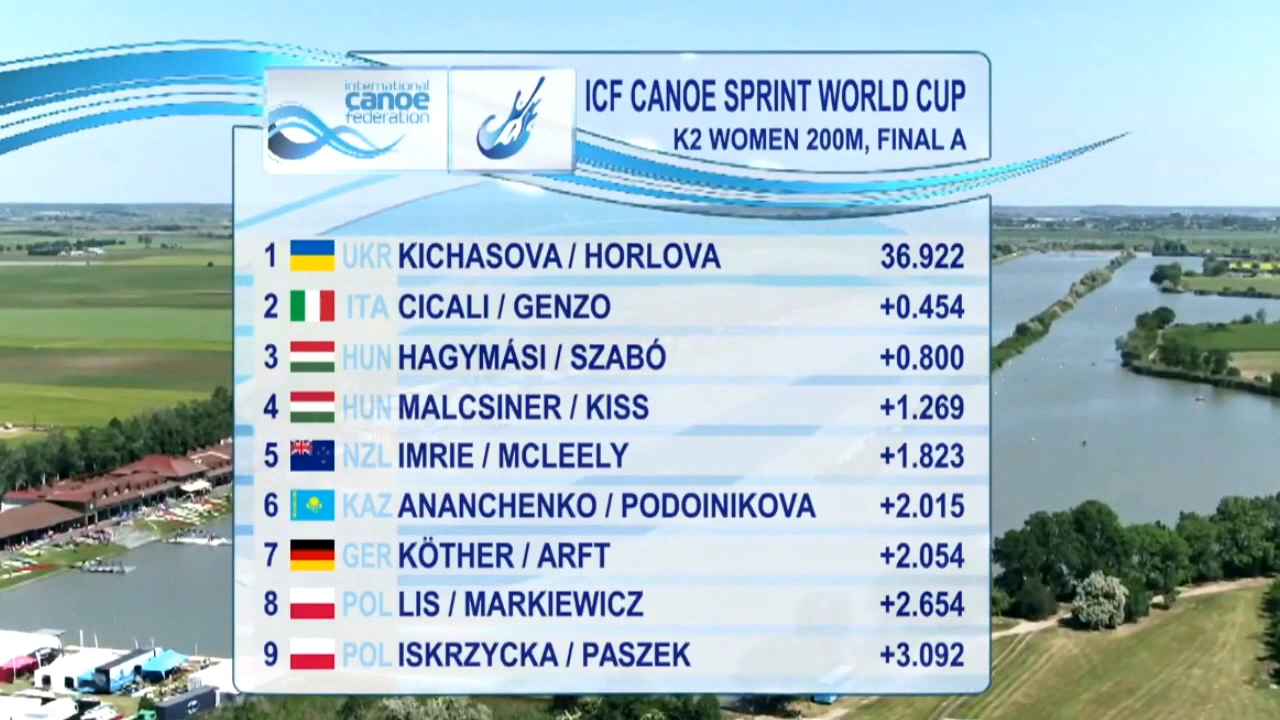 international
canoe
federation
ICF CANOE SPRINT WORLD CUP
K2 WOMEN 200M, FINAL A
1 UKR KICHASOVA / HORLOVA 36.922
2 ITA CICALI / GENZO +0.454
3 HUN HAGYMÁSI / SZABÓ +0.800
4 HUN MALCSINER / KISS +1.269
5 NZL IMRIE / MCLEELY +1.823
6 KAZ ANANCHENKO / PODOINIKOVA +2.015
7 GER KÖTHER / ARFT +2.054
8 POL LIS / MARKIEWICZ +2.654
9 POL ISKRZYCKA / PASZEK +3.092